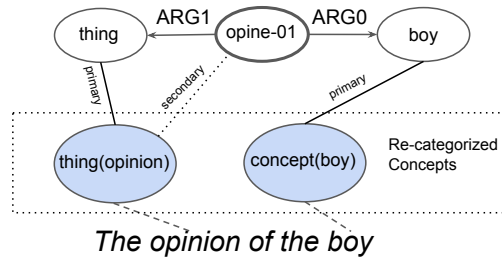 ARG1 ARG0
thing opine-01 boy
primary secondary primary
thing(opinion) concept(boy) Re-categorized
Concepts
The opinion of the boy